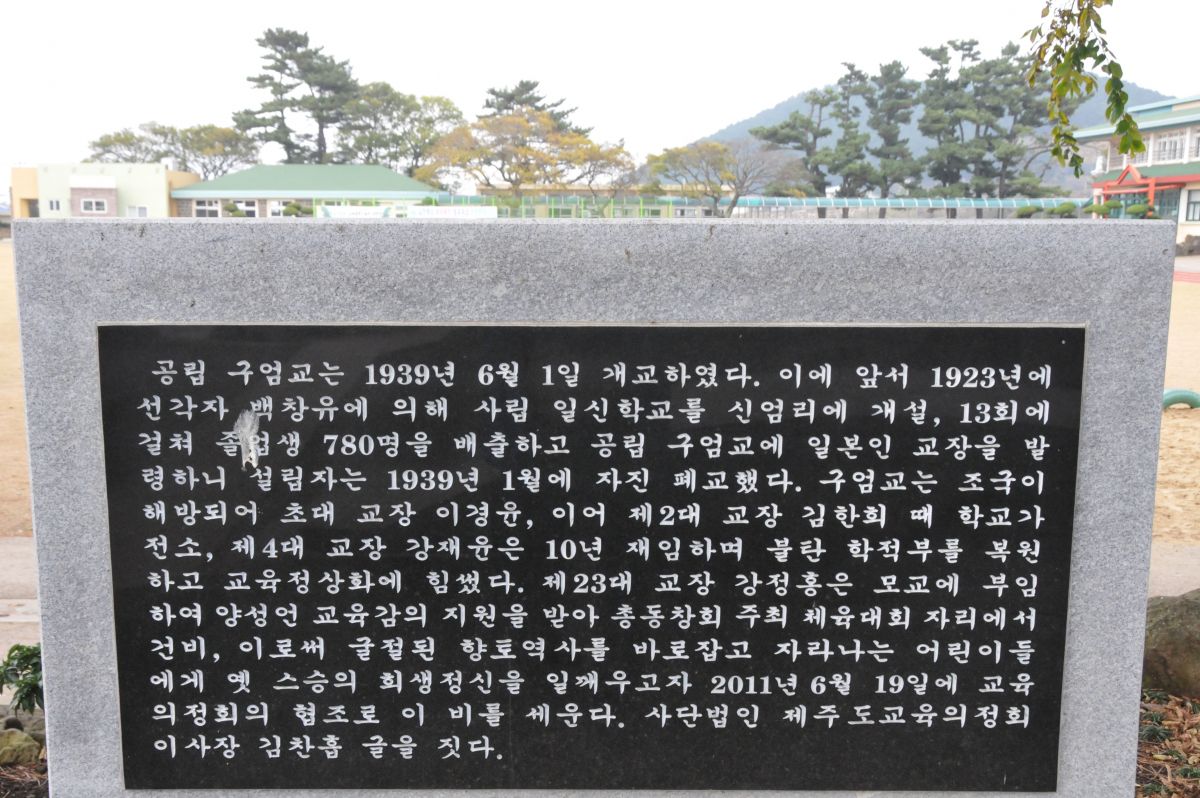 공립 구엄교는 1939년 6월 1일 개교하였다. 이에 앞서 1923년에
선각자 백창유에 의해 사립 일신학교를 신엄리에 개설, 13회에
걸쳐 졸업생 780명을 배출하고 공립 구엄교에 일본인 교장을 발
령하니 설립자는 1939년 1월에 자진 폐교했다. 구엄교는 조국이
해방되어 초대 교장 이경윤, 이어 제2대 교장 김한희 때 학교가
전소, 제4대 교장 강재윤은 10년 재임하며 불탄 학적부를 복원
하고 교육정상화에 힘썼다. 제23대 교장 강정홍은 모교에 부임
하여 양성언 교육감의 지원을 받아 총동창회 주최 체육대회 자리에서
건비, 이로써 굴절된 향토역사를 바로잡고 자라나는 어린이들
에게 옛 스승의 희생정신을 일깨우고자 2011년 6월 19일에 교육
의정회의 협조로 이 비를 세운다. 사단법인 제주도교육의정회
이사장 김찬흡 글을 짓다.